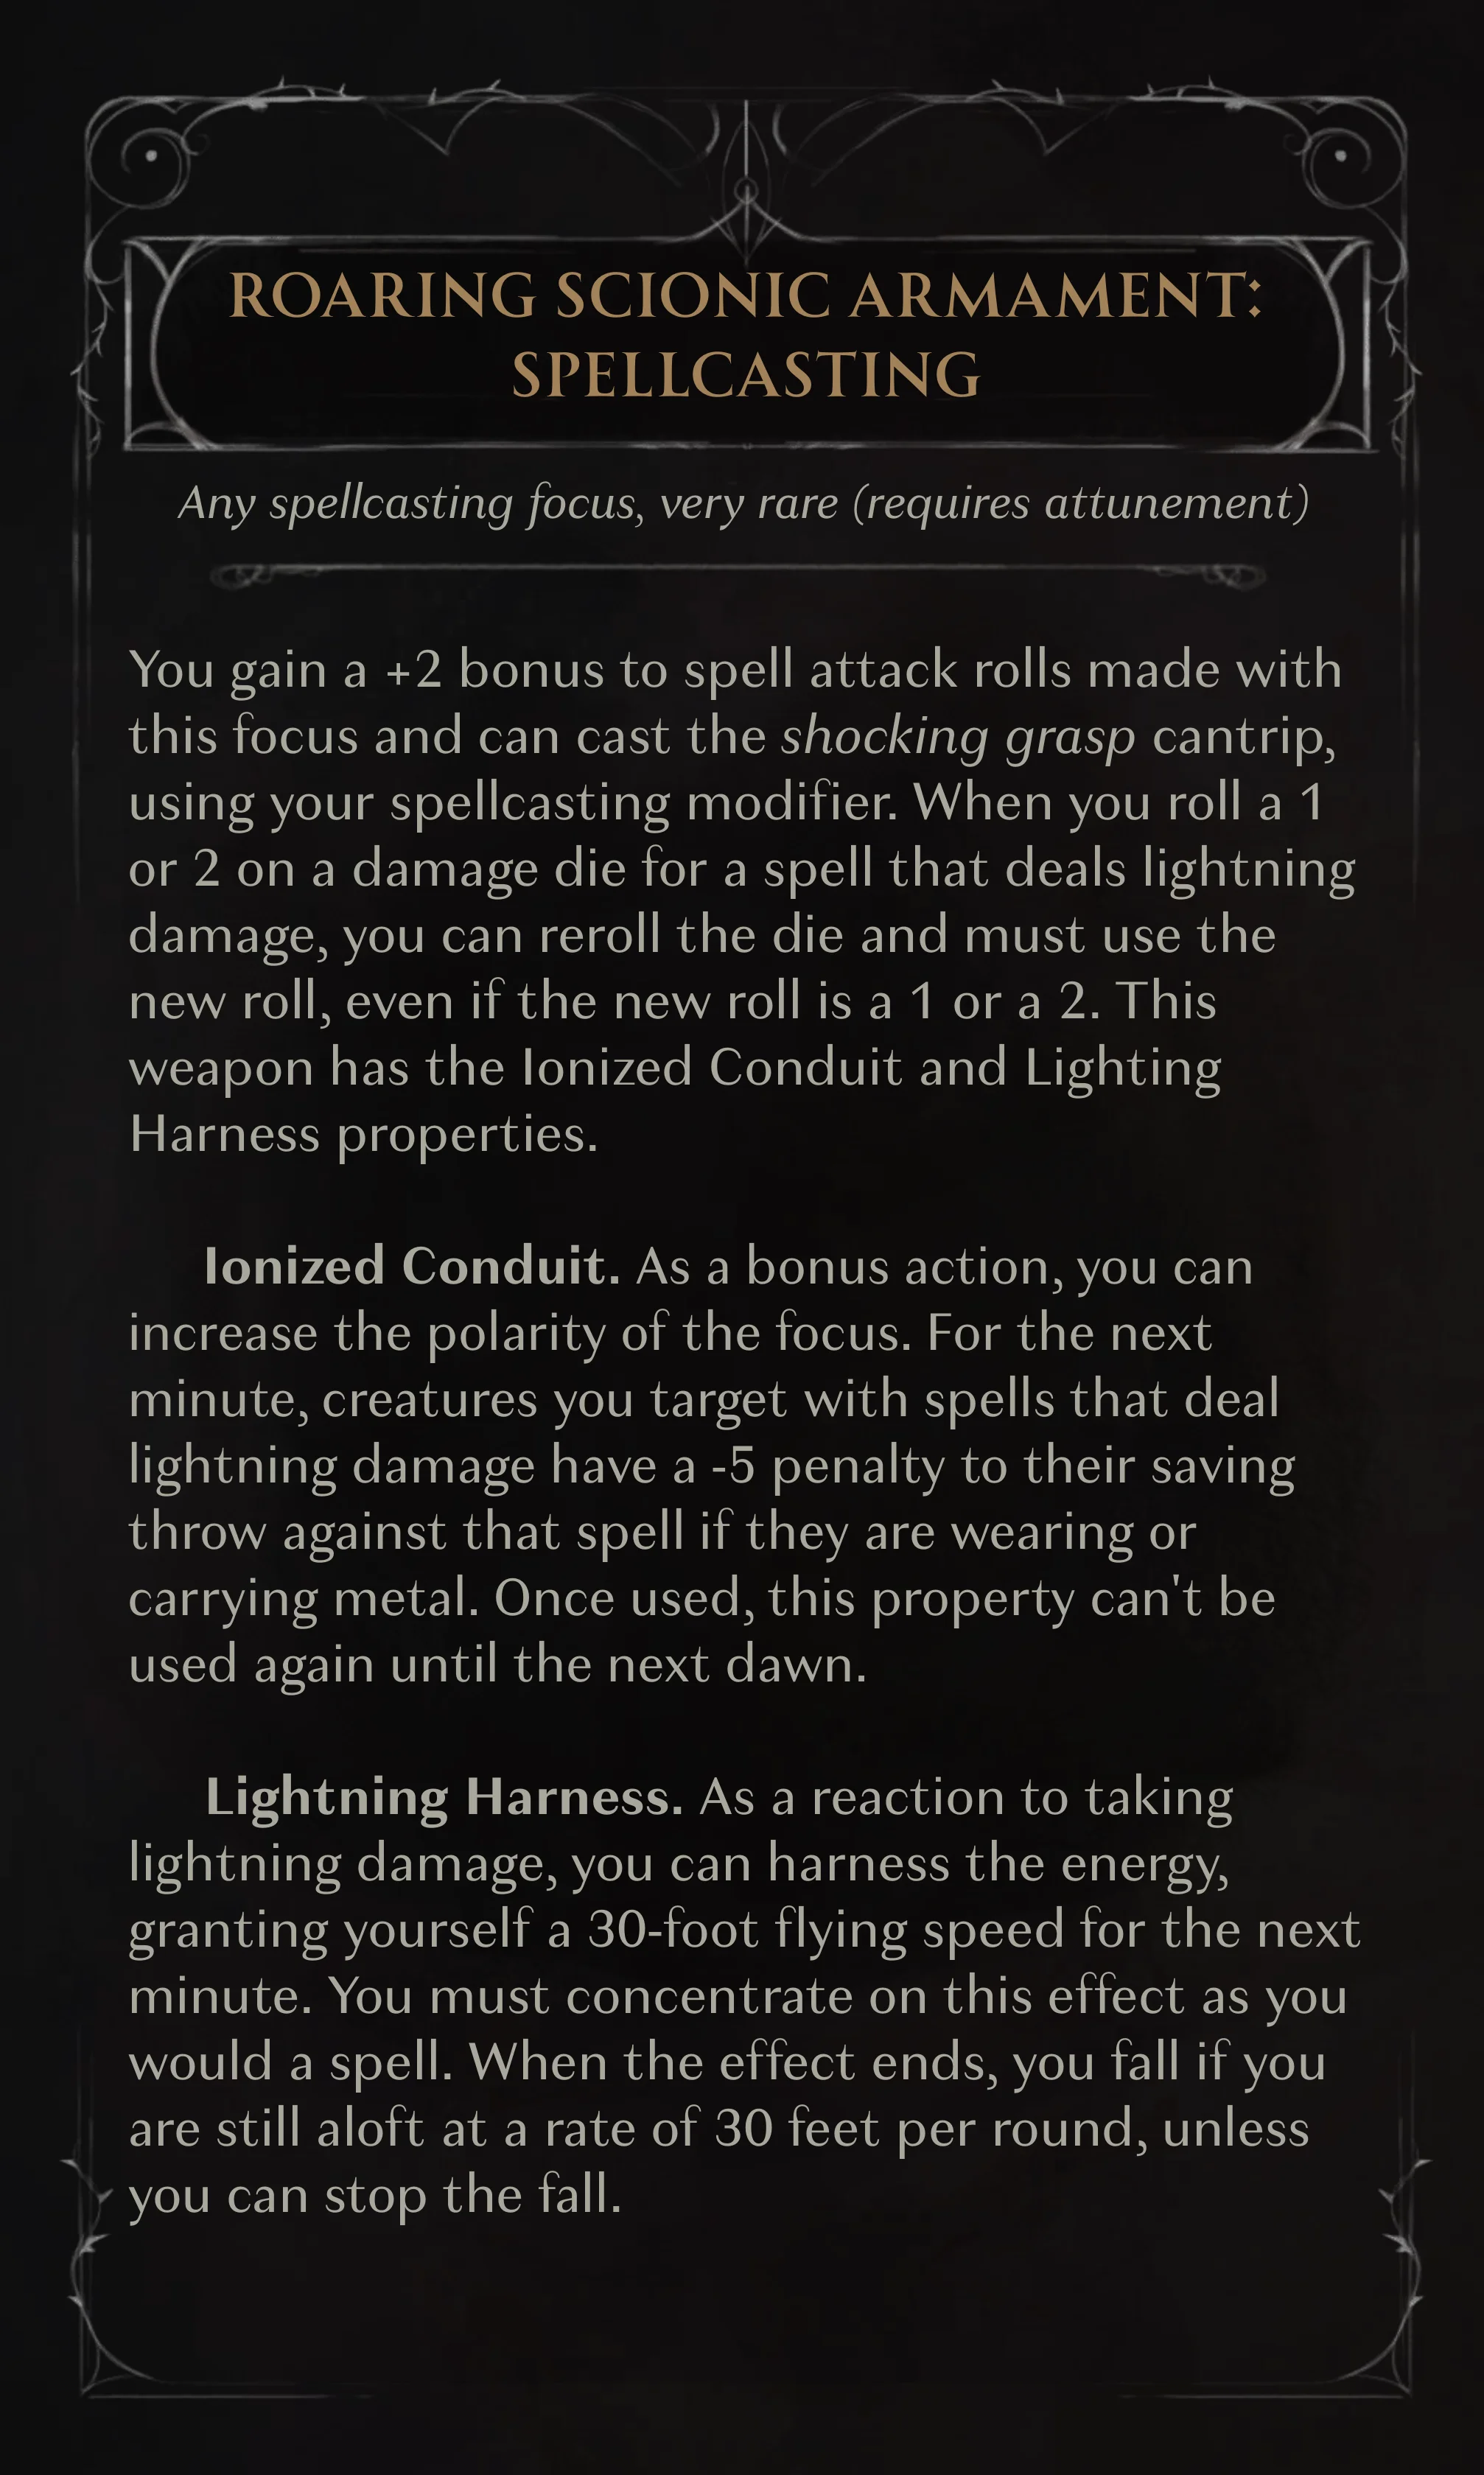 ROARING SCIONIC ARMAMENT:
SPELLCASTING
Any spellcasting focus, very rare (requires attunement)
You gain a +2 bonus to spell attack rolls made with
this focus and can cast the shocking grasp cantrip,
using your spellcasting modifier. When you roll a 1
or 2 on a damage die for a spell that deals lightning
damage, you can reroll the die and must use the
new roll, even if the new roll is a 1 or a 2. This
weapon has the Ionized Conduit and Lighting
Harness properties.
Ionized Conduit. As a bonus action, you can
increase the polarity of the focus. For the next
minute, creatures you target with spells that deal
lightning damage have a -5 penalty to their saving
throw against that spell if they are wearing or
carrying metal. Once used, this property can't be
used again until the next dawn.
Lightning Harness. As a reaction to taking
lightning damage, you can harness the energy,
granting yourself a 30-foot flying speed for the next
minute. You must concentrate on this effect as you
would a spell. When the effect ends, you fall if you
are still aloft at a rate of 30 feet per round, unless
you can stop the fall.